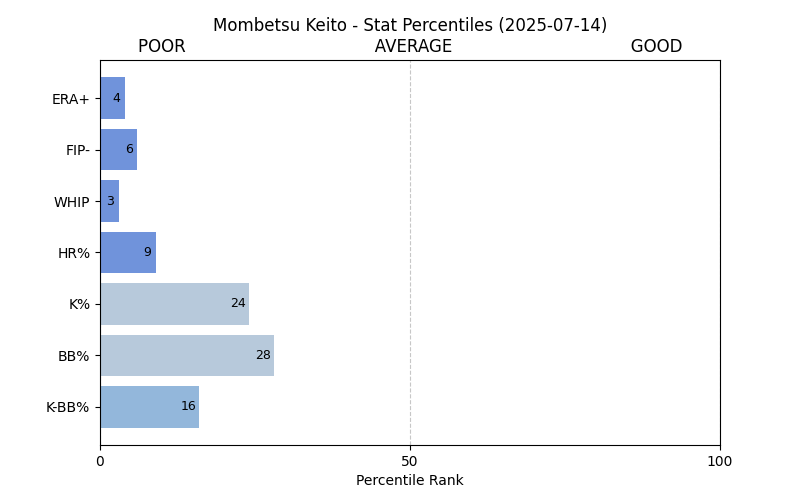 Mombetsu Keito - Stat Percentiles (2025-07-14)
POOR AVERAGE GOOD
ERA+ 4
FIP- 6
WHIP 3
HR% 9
K% 24
BB% 28
K-BB% 16
0 50 100
Percentile Rank